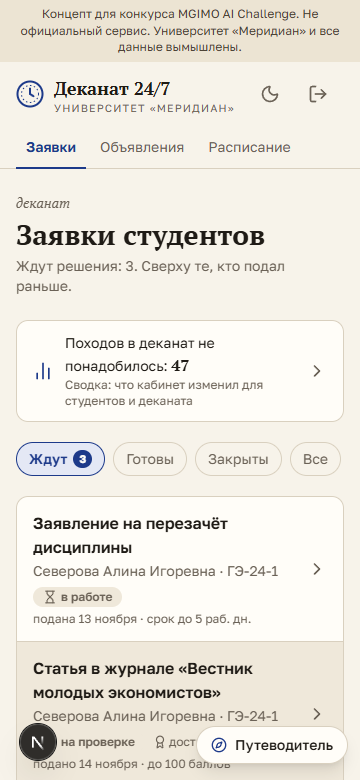 Концепт для конкурса MGIMO AI Challenge. Не
официальный сервис. Университет «Меридиан» и все
данные вымышлены.
Деканат 24/7
УНИВЕРСИТЕТ «МЕРИДИАН»
Заявки Объявления Расписание
деканат
Заявки студентов
Ждут решения: 3. Сверху те, кто подал
раньше.
Походов в деканат не
понадобилось: 47
Сводка: что кабинет изменил для
студентов и деканата
Ждут 3 Готовы Закрыты Все
Заявление на перезачёт
дисциплины
Северова Алина Игоревна · ГЭ-24-1
в работе
подана 13 ноября · срок до 5 раб. дн.
Статья в журнале «Вестник
молодых экономистов»
Северова Алина Игоревна · ГЭ-24-1
N на проверке дост Путеводитель
подана 14 ноября · до 100 баллов